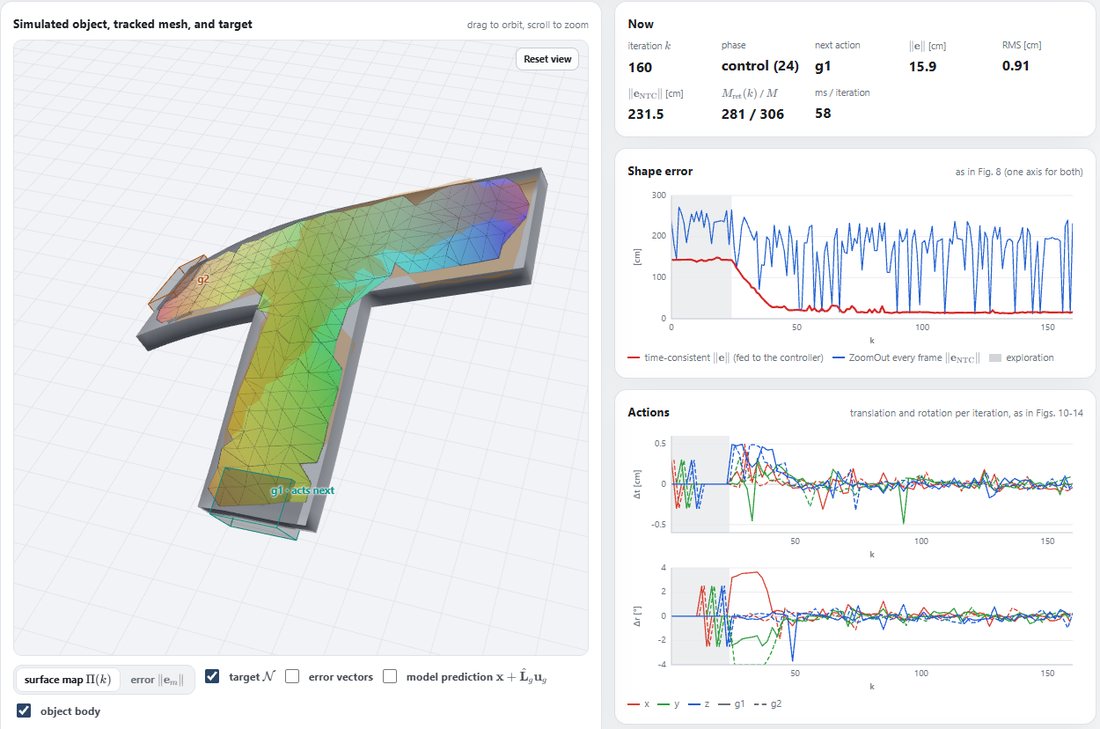 Simulated object, tracked mesh, and target
drag to orbit, scroll to zoom
Reset view
g2
g1 - acts next
surface map Π(k)
error ||e_m||
target N
error vectors
model prediction x + L̂_g u_g
object body
Now
iteration k
phase
next action
||e|| [cm]
RMS [cm]
160
control (24)
g1
15.9
0.91
||e_NTC|| [cm]
M_ret(k) / M
ms / iteration
231.5
281 / 306
58
Shape error
as in Fig. 8 (one axis for both)
300
200
100
0
[cm]
0
50
100
150
k
time-consistent ||e|| (fed to the controller)
ZoomOut every frame ||e_NTC||
exploration
Actions
translation and rotation per iteration, as in Figs. 10-14
0.5
0
-0.5
Δt [cm]
50
100
150
k
4
2
0
-2
-4
Δr [°]
50
100
150
k
x
y
z
g1
g2